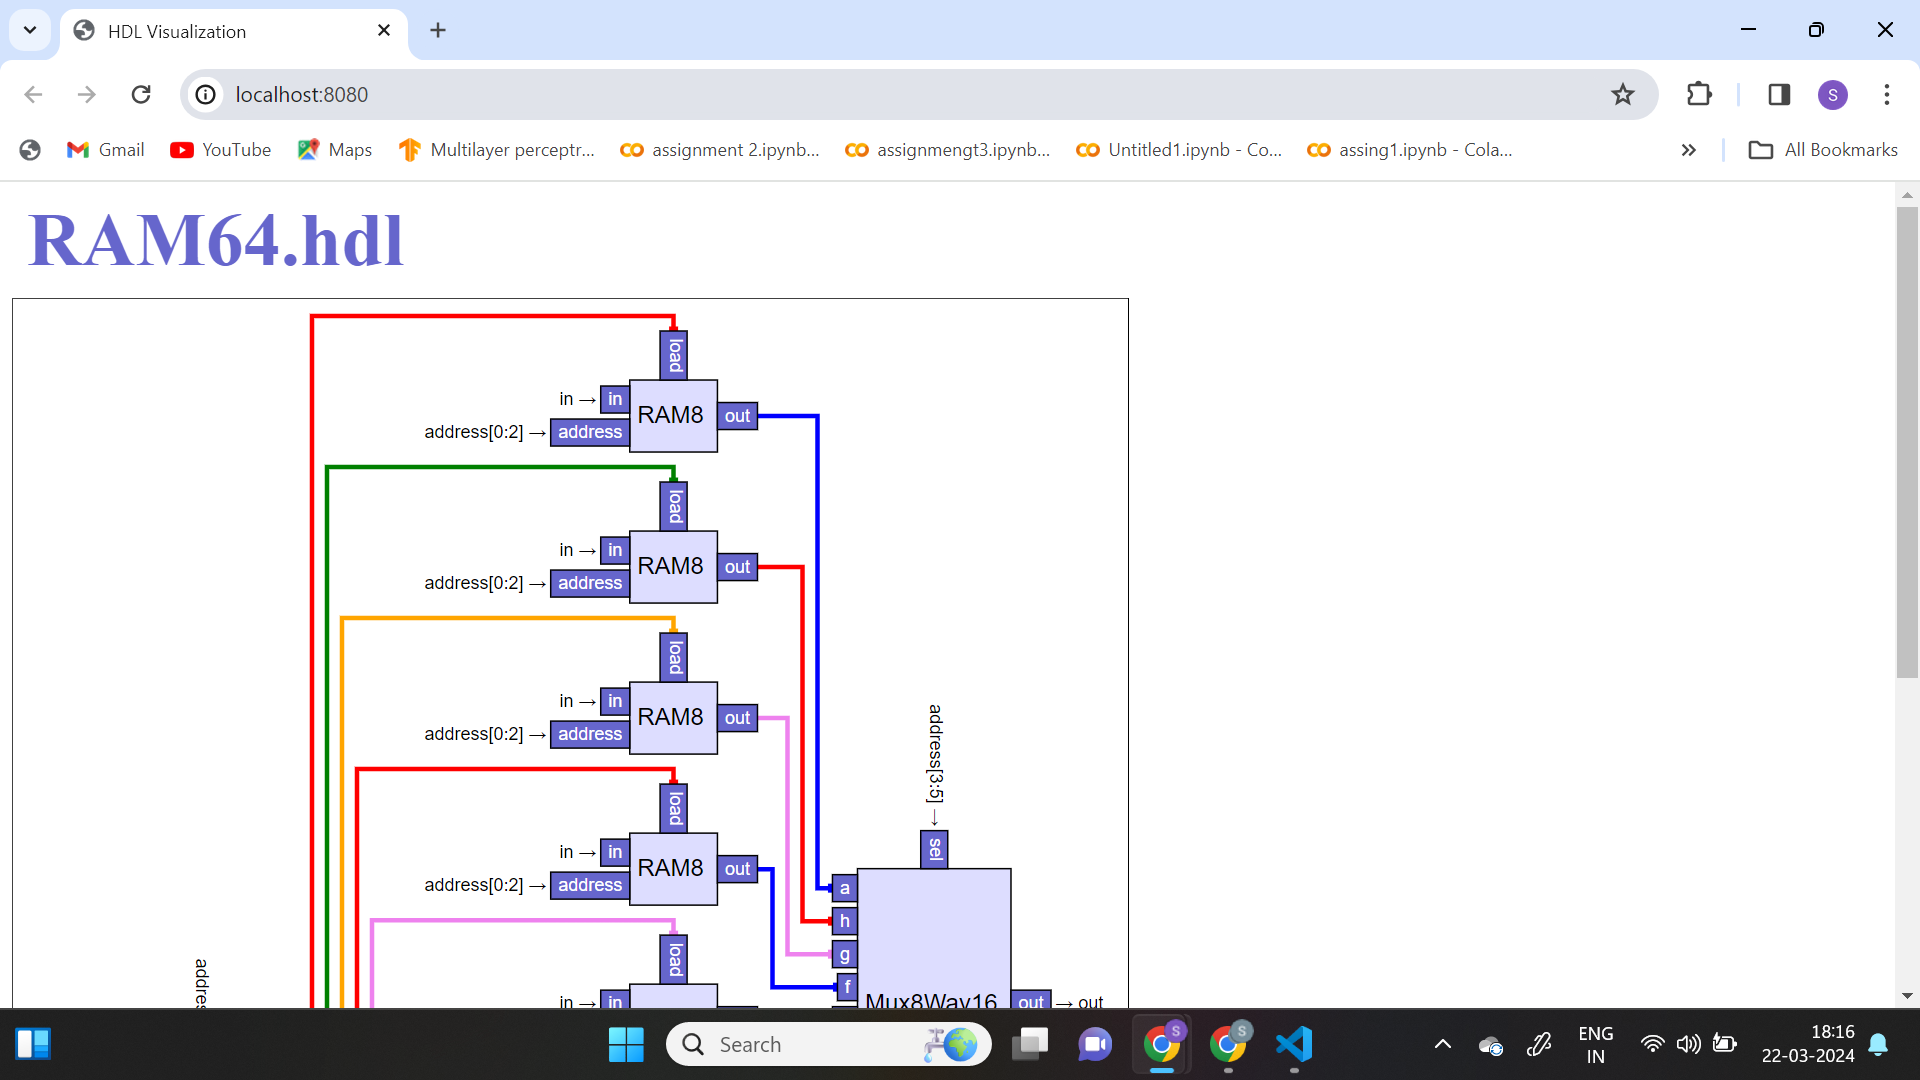 HDL Visualization
localhost:8080
S
Gmail
YouTube
Maps
Multilayer perceptr...
assignment 2.ipynb...
assignmengt3.ipynb...
Untitled1.ipynb - Co...
assing1.ipynb - Cola...
All Bookmarks
RAM64.hdl
load
in → in
RAM8
out
address[0:2] → address
load
in → in
RAM8
out
address[0:2] → address
load
in → in
RAM8
out
address[0:2] → address
address[3:5] →
sel
load
in → in
RAM8
out
address[0:2] → address
a
h
g
f
load
in → in
Mux8Way16
out → out
Search
S
S
ENG
IN
18:16
22-03-2024